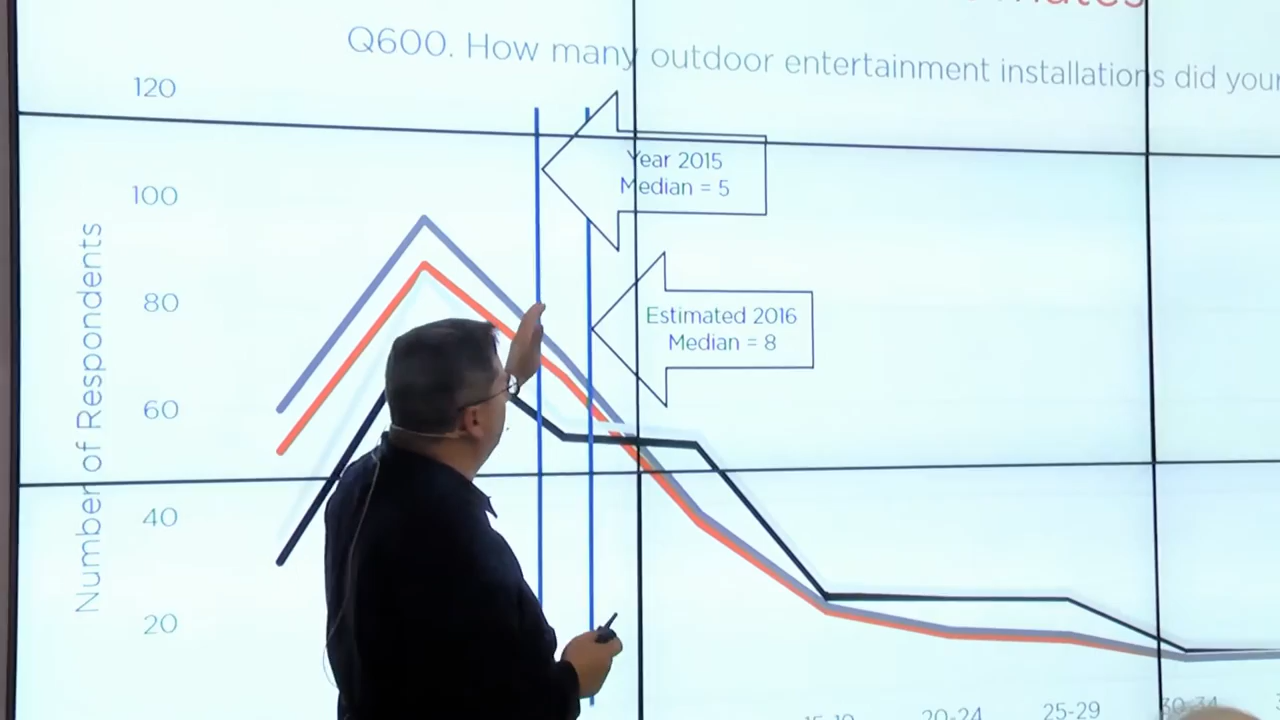 Q600. How many outdoor entertainment installations did your
120
100
80
60
40
20
Number of Respondents
Year 2015
Median = 5
Estimated 2016
Median = 8
20-24
25-29
30-34